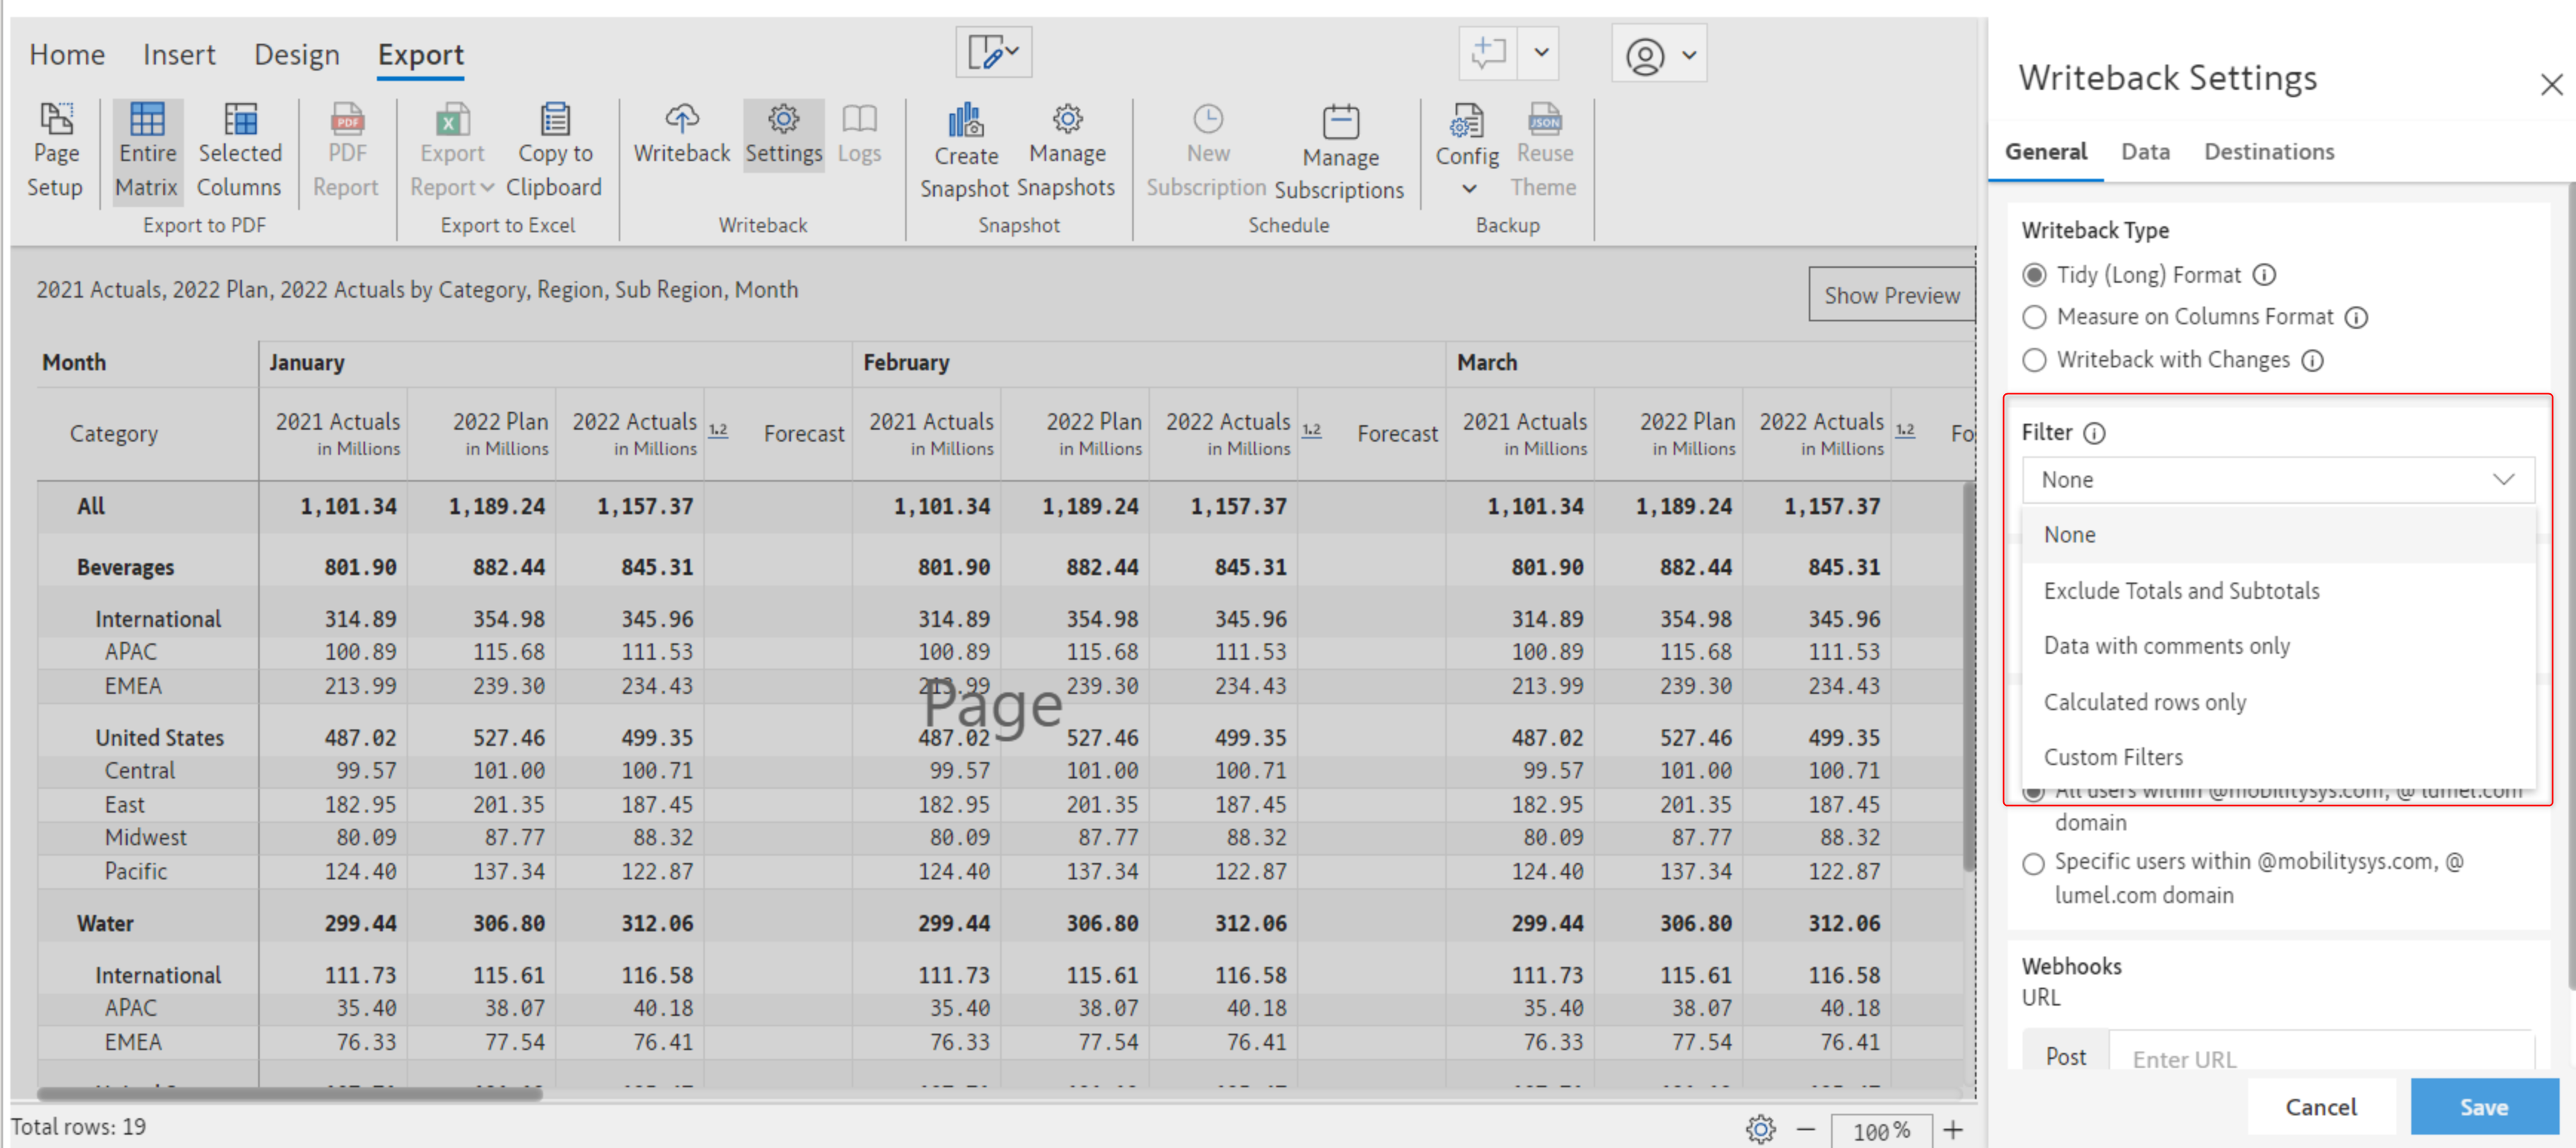 Home Insert Design Export
Page Setup
Entire Matrix
Selected Columns
Export to PDF
PDF Report
Export Report
Copy to Clipboard
Export to Excel
Writeback
Settings
Logs
Writeback
Create Snapshot
Manage Snapshots
Snapshot
New Subscription
Manage Subscriptions
Schedule
Config
JSON
Reuse Theme
Backup
2021 Actuals, 2022 Plan, 2022 Actuals by Category, Region, Sub Region, Month
Show Preview
Month January February March
Category 2021 Actuals in Millions 2022 Plan in Millions 2022 Actuals in Millions 1.2 Forecast 2021 Actuals in Millions 2022 Plan in Millions 2022 Actuals in Millions 1.2 Forecast 2021 Actuals in Millions 2022 Plan in Millions 2022 Actuals in Millions 1.2 Fo
All 1,101.34 1,189.24 1,157.37 1,101.34 1,189.24 1,157.37 1,101.34 1,189.24 1,157.37
Beverages 801.90 882.44 845.31 801.90 882.44 845.31 801.90 882.44 845.31
International 314.89 354.98 345.96 314.89 354.98 345.96 314.89 354.98 345.96
APAC 100.89 115.68 111.53 100.89 115.68 111.53 100.89 115.68 111.53
EMEA 213.99 239.30 234.43 213.99 239.30 234.43 213.99 239.30 234.43
Page
United States 487.02 527.46 499.35 487.02 527.46 499.35 487.02 527.46 499.35
Central 99.57 101.00 100.71 99.57 101.00 100.71 99.57 101.00 100.71
East 182.95 201.35 187.45 182.95 201.35 187.45 182.95 201.35 187.45
Midwest 80.09 87.77 88.32 80.09 87.77 88.32 80.09 87.77 88.32
Pacific 124.40 137.34 122.87 124.40 137.34 122.87 124.40 137.34 122.87
Water 299.44 306.80 312.06 299.44 306.80 312.06 299.44 306.80 312.06
International 111.73 115.61 116.58 111.73 115.61 116.58 111.73 115.61 116.58
APAC 35.40 38.07 40.18 35.40 38.07 40.18 35.40 38.07 40.18
EMEA 76.33 77.54 76.41 76.33 77.54 76.41 76.33 77.54 76.41
Total rows: 19
100%
Writeback Settings
General Data Destinations
Writeback Type
Tidy (Long) Format
Measure on Columns Format
Writeback with Changes
Filter
None
None
Exclude Totals and Subtotals
Data with comments only
Calculated rows only
Custom Filters
All users within @mobilitysys.com, @ lumel.com
domain
Specific users within @mobilitysys.com, @
lumel.com domain
Webhooks
URL
Post Enter URL
Cancel Save